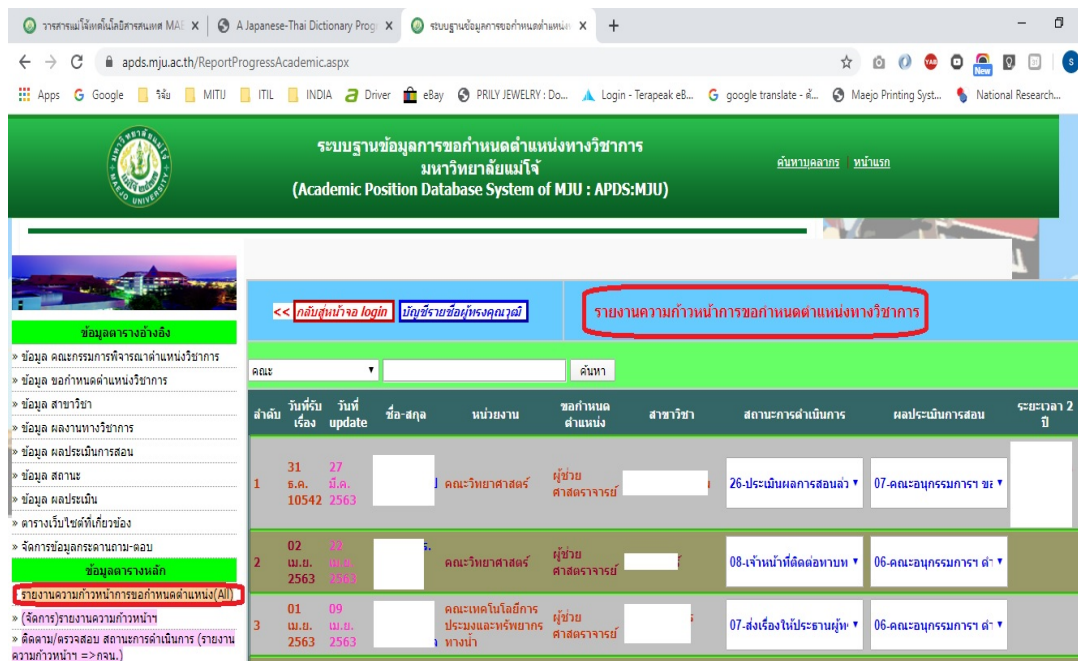 วารสารแม่โจ้เทคโนโลยีสารสนเทศ MAE
A Japanese-Thai Dictionary Prog
ระบบฐานข้อมูลการขอกำหนดตำแหน่ง
apds.mju.ac.th/ReportProgressAcademic.aspx
Apps Google วิจัย MITU ITIL INDIA Driver eBay PRILY JEWELRY : Do... Login - Terapeak eB... google translate - ค้... Maejo Printing Syst... National Research...
New
มหาวิทยาลัยแม่โจ้
MAEJO UNIVERSITY
ระบบฐานข้อมูลการขอกำหนดตำแหน่งทางวิชาการ
มหาวิทยาลัยแม่โจ้
(Academic Position Database System of MJU : APDS:MJU)
ค้นหาบุคลากร | หน้าแรก
<< กลับสู่หน้าจอ login บัญชีรายชื่อผู้ทรงคุณวุฒิ
รายงานความก้าวหน้าการขอกำหนดตำแหน่งทางวิชาการ
ข้อมูลตารางอ้างอิง
» ข้อมูล คณะกรรมการพิจารณาตำแหน่งวิชาการ
» ข้อมูล ขอกำหนดตำแหน่งวิชาการ
» ข้อมูล สาขาวิชา
» ข้อมูล ผลงานทางวิชาการ
» ข้อมูล ผลประเมินการสอน
» ข้อมูล สถานะ
» ข้อมูล ผลประเมิน
» ตารางเว็บไซต์ที่เกี่ยวข้อง
» จัดการข้อมูลกระดานถาม-ตอบ
ข้อมูลตารางหลัก
รายงานความก้าวหน้าการขอกำหนดตำแหน่ง(All)
» (จัดการ)รายงานความก้าวหน้าฯ
» ติดตาม/ตรวจสอบ สถานะการดำเนินการ (รายงาน
ความก้าวหน้าฯ =>กจน.)
คณะ ค้นหา
ลำดับ วันที่รับเรื่อง วันที่ update ชื่อ-สกุล หน่วยงาน ขอกำหนดตำแหน่ง สาขาวิชา สถานะการดำเนินการ ผลประเมินการสอน ระยะเวลา 2 ปี
1 31 ธ.ค. 10542 27 มี.ค. 2563 คณะวิทยาศาสตร์ ผู้ช่วยศาสตราจารย์ 26-ประเมินผลการสอนล่ว 07-คณะอนุกรรมการฯ ขอ
2 02 เม.ย. 2563 22 เม.ย. 2563 คณะวิทยาศาสตร์ ผู้ช่วยศาสตราจารย์ 08-เจ้าหน้าที่ติดต่อทาบท 06-คณะอนุกรรมการฯ ดำ
3 01 เม.ย. 2563 09 เม.ย. 2563 คณะเทคโนโลยีการประมงและทรัพยากรทางน้ำ ผู้ช่วยศาสตราจารย์ 07-ส่งเรื่องให้ประธานผู้ท 06-คณะอนุกรรมการฯ ดำ